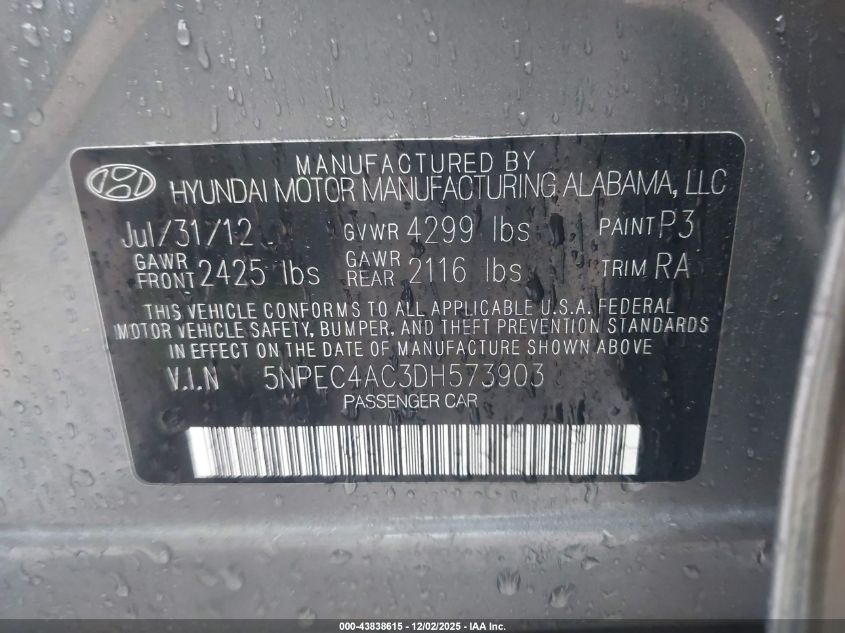 MANUFACTURED BY
HYUNDAI MOTOR MANUFACTURING ALABAMA, LLC
Jul/31/12 GVWR 4299 lbs PAINT P3
GAWR FRONT 2425 lbs GAWR REAR 2116 lbs TRIM RA
THIS VEHICLE CONFORMS TO ALL APPLICABLE U.S.A. FEDERAL
MOTOR VEHICLE SAFETY, BUMPER, AND THEFT PREVENTION STANDARDS
IN EFFECT ON THE DATE OF MANUFACTURE SHOWN ABOVE
V.I.N 5NPEC4AC3DH573903
PASSENGER CAR
000-43838615 - 12/02/2025 - IAA Inc.